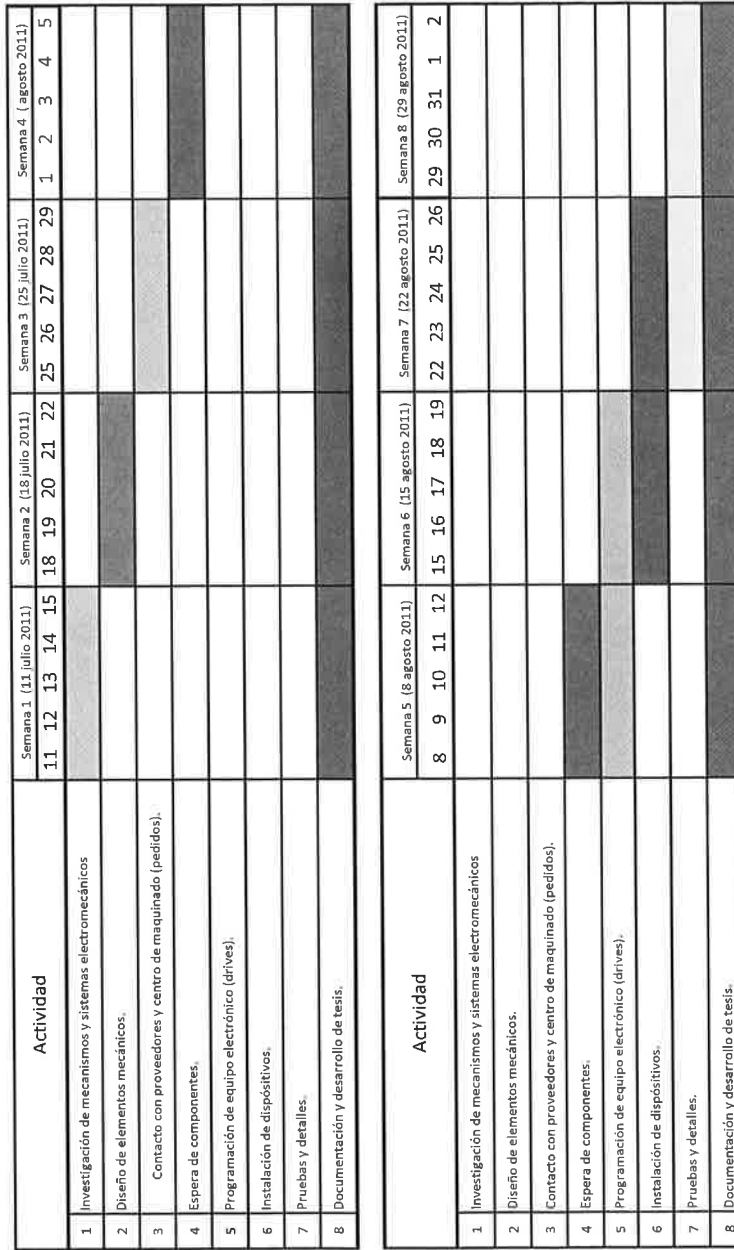 Actividad
Semana 1 (11 julio 2011)
Semana 2 (18 julio 2011)
Semana 3 (25 julio 2011)
Semana 4 ( agosto 2011)
11 12 13 14 15 18 19 20 21 22 25 26 27 28 29 1 2 3 4 5
1 Investigación de mecanismos y sistemas electromecánicos
2 Diseño de elementos mecánicos.
3 Contacto con proveedores y centro de maquinado (pedidos).
4 Espera de componentes.
5 Programación de equipo electrónico (drives).
6 Instalación de dispósitivos.
7 Pruebas y detalles.
8 Documentación y desarrollo de tesis.
Actividad
Semana 5 (8 agosto 2011)
Semana 6 (15 agosto 2011)
Semana 7 (22 agosto 2011)
Semana 8 (29 agosto 2011)
8 9 10 11 12 15 16 17 18 19 22 23 24 25 26 29 30 31 1 2
1 Investigación de mecanismos y sistemas electromecánicos
2 Diseño de elementos mecánicos.
3 Contacto con proveedores y centro de maquinado (pedidos).
4 Espera de componentes.
5 Programación de equipo electrónico (drives).
6 Instalación de dispósitivos.
7 Pruebas y detalles.
8 Documentación y desarrollo de tesis.